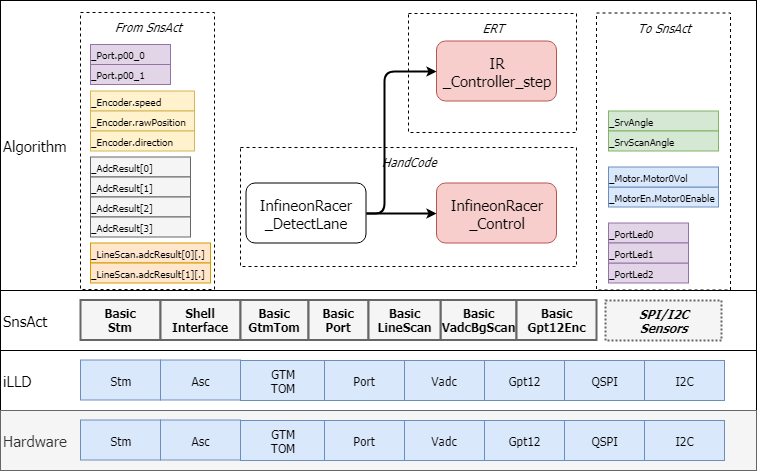 From SnsAct
ERT
To SnsAct
_Port.p00_0
_Port.p00_1
_Encoder.speed
_Encoder.rawPosition
_Encoder.direction
_AdcResult[0]
_AdcResult[1]
_AdcResult[2]
_AdcResult[3]
_LineScan.adcResult[0][.]
_LineScan.adcResult[1][.]
IR
_Controller_step
HandCode
InfineonRacer
_DetectLane
InfineonRacer
_Control
_SrvAngle
_SrvScanAngle
_Motor.Motor0Vol
_MotorEn.Motor0Enable
_PortLed0
_PortLed1
_PortLed2
Algorithm
SnsAct
Basic
Stm
Shell
Interface
Basic
GtmTom
Basic
Port
Basic
LineScan
Basic
VadcBgScan
Basic
Gpt12Enc
SPI/I2C
Sensors
iLLD
Stm
Asc
GTM
TOM
Port
Vadc
Gpt12
QSPI
I2C
Hardware
Stm
Asc
GTM
TOM
Port
Vadc
Gpt12
QSPI
I2C